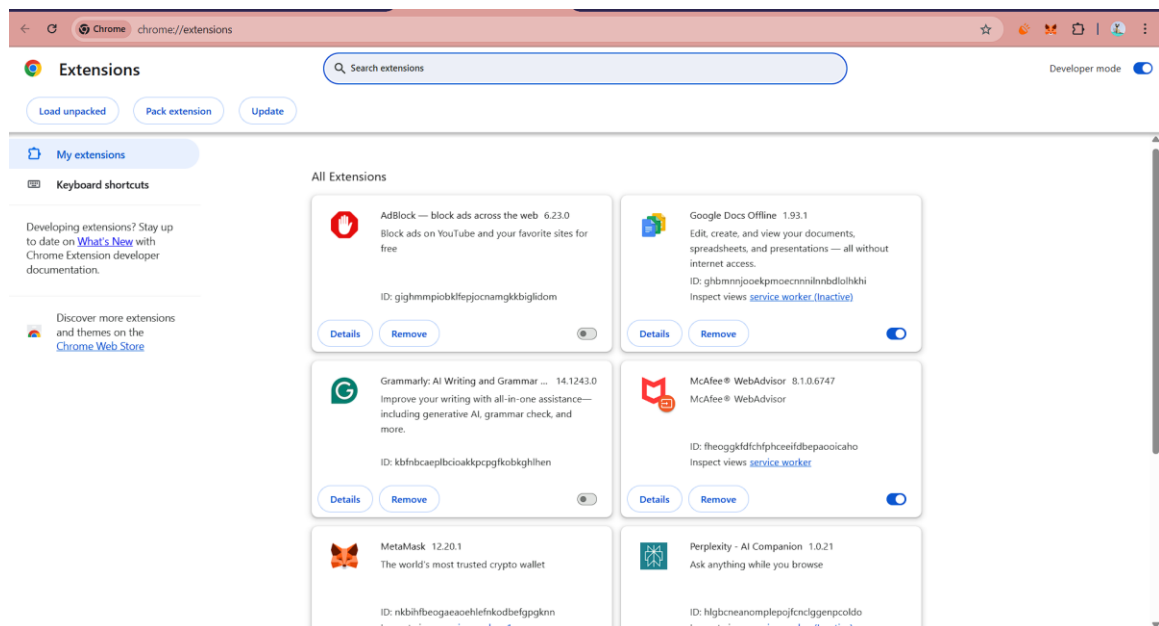 Chrome chrome://extensions
Extensions
Search extensions
Developer mode
Load unpacked Pack extension Update
My extensions
Keyboard shortcuts
Developing extensions? Stay up
to date on What's New with
Chrome Extension developer
documentation.
Discover more extensions
and themes on the
Chrome Web Store
All Extensions
AdBlock — block ads across the web 6.23.0
Block ads on YouTube and your favorite sites for
free
ID: gighmmpiobklfepjocnamgkkbiglidom
Details Remove
Google Docs Offline 1.93.1
Edit, create, and view your documents,
spreadsheets, and presentations — all without
internet access.
ID: ghbmnnjooekpmoecnnnilnnbdlolhkhi
Inspect views service worker (Inactive)
Details Remove
Grammarly: AI Writing and Grammar ... 14.1243.0
Improve your writing with all-in-one assistance—
including generative AI, grammar check, and
more.
ID: kbfnbcaeplbcioakkpcpgfkobkghlhen
Details Remove
McAfee® WebAdvisor 8.1.0.6747
McAfee® WebAdvisor
ID: fheoggkfdfchfphceeifdbepaooicaho
Inspect views service worker
Details Remove
MetaMask 12.20.1
The world's most trusted crypto wallet
ID: nkbihfbeogaeaoehlefnkodbefgpgknn
Perplexity - AI Companion 1.0.21
Ask anything while you browse
ID: hlgbcneanomplepojfcnclggenpcoldo